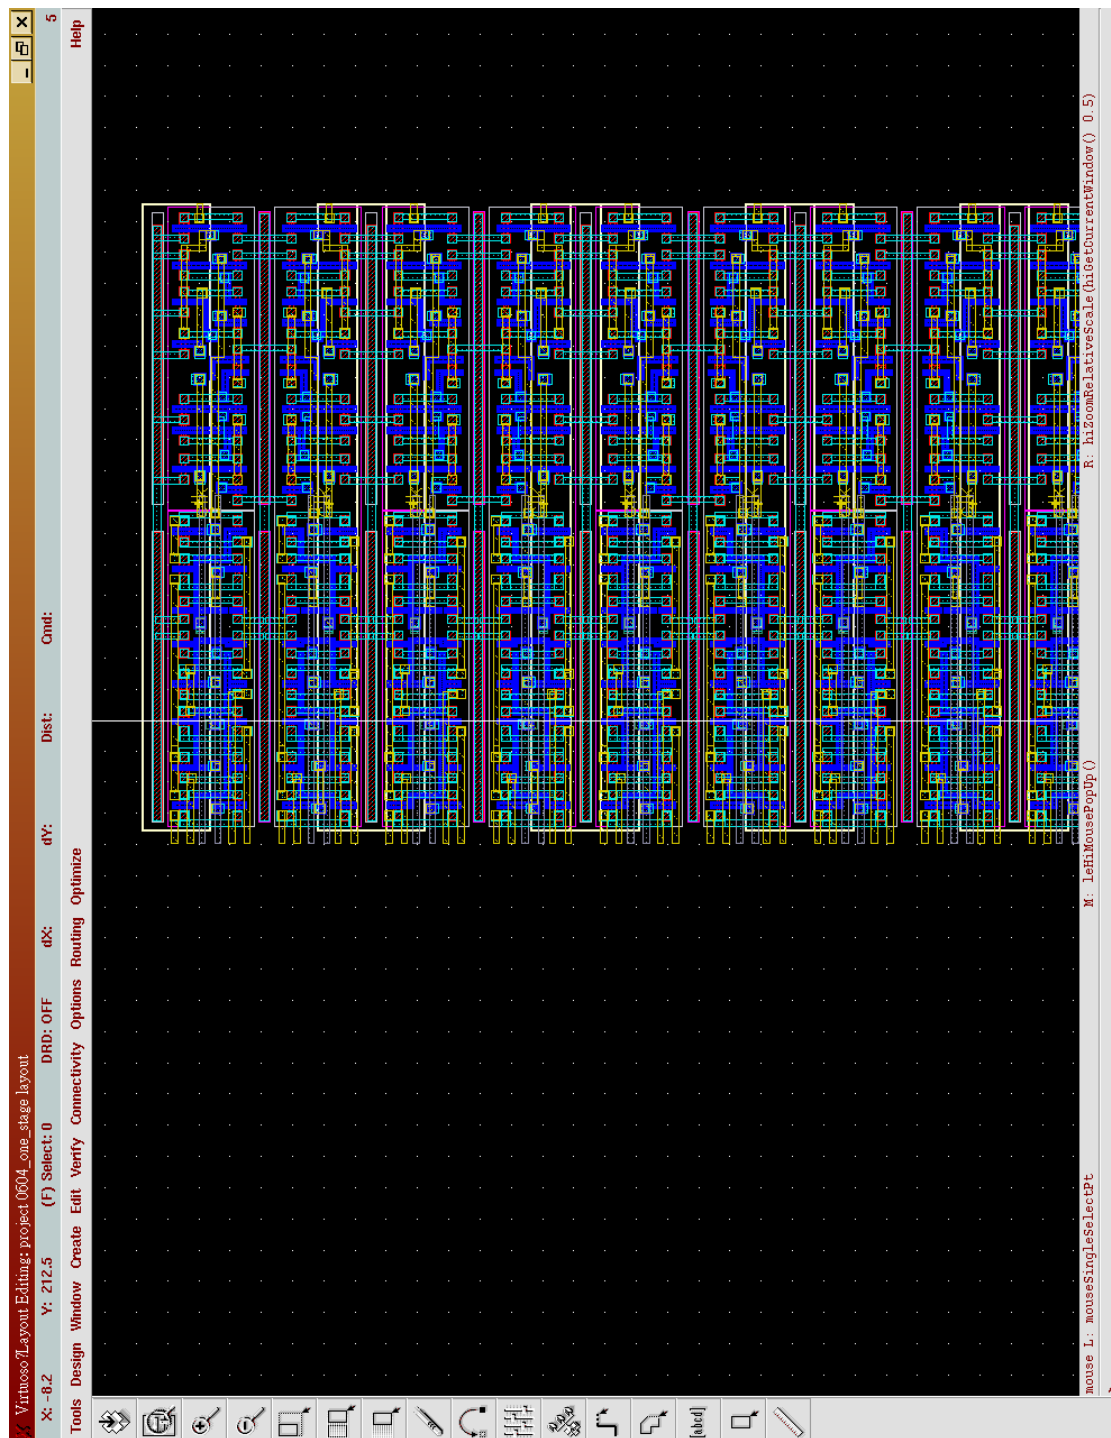 Virtuoso?Layout Editing: project 0604_one_stage layout
X: -8.2 Y: 212.5 (F) Select: 0 DRD: OFF dX: dY: Dist: Cmd: 5
Tools Design Window Create Edit Verify Connectivity Options Routing Optimize Help
[abcd]
mouse L: mouseSingleSelectPt M: leHiMousePopUp() R: hiZoomRelativeScale(hiGetCurrentWindow() 0.5)